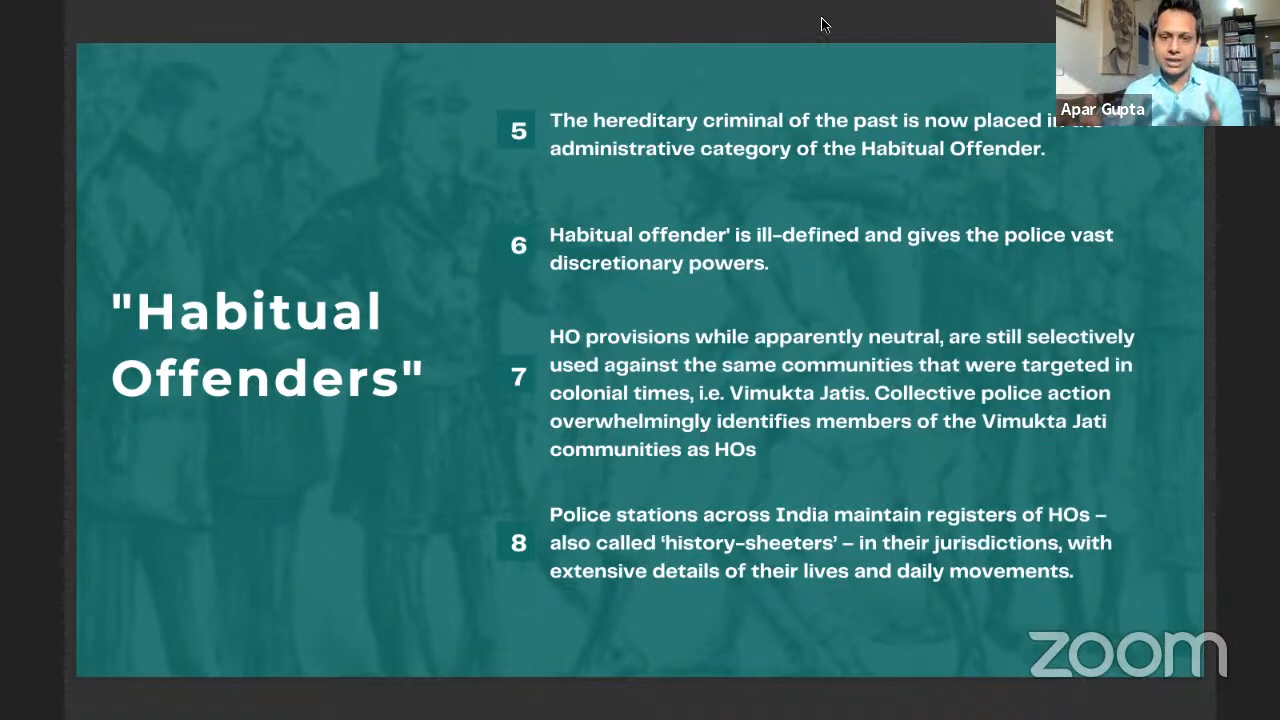 Apar Gupta
"Habitual
Offenders"
5
The hereditary criminal of the past is now placed
administrative category of the Habitual Offender.
6
Habitual offender' is ill-defined and gives the police vast
discretionary powers.
7
HO provisions while apparently neutral, are still selectively
used against the same communities that were targeted in
colonial times, i.e. Vimukta Jatis. Collective police action
overwhelmingly identifies members of the Vimukta Jati
communities as HOs
8
Police stations across India maintain registers of HOs –
also called ‘history-sheeters’ – in their jurisdictions, with
extensive details of their lives and daily movements.
zoom